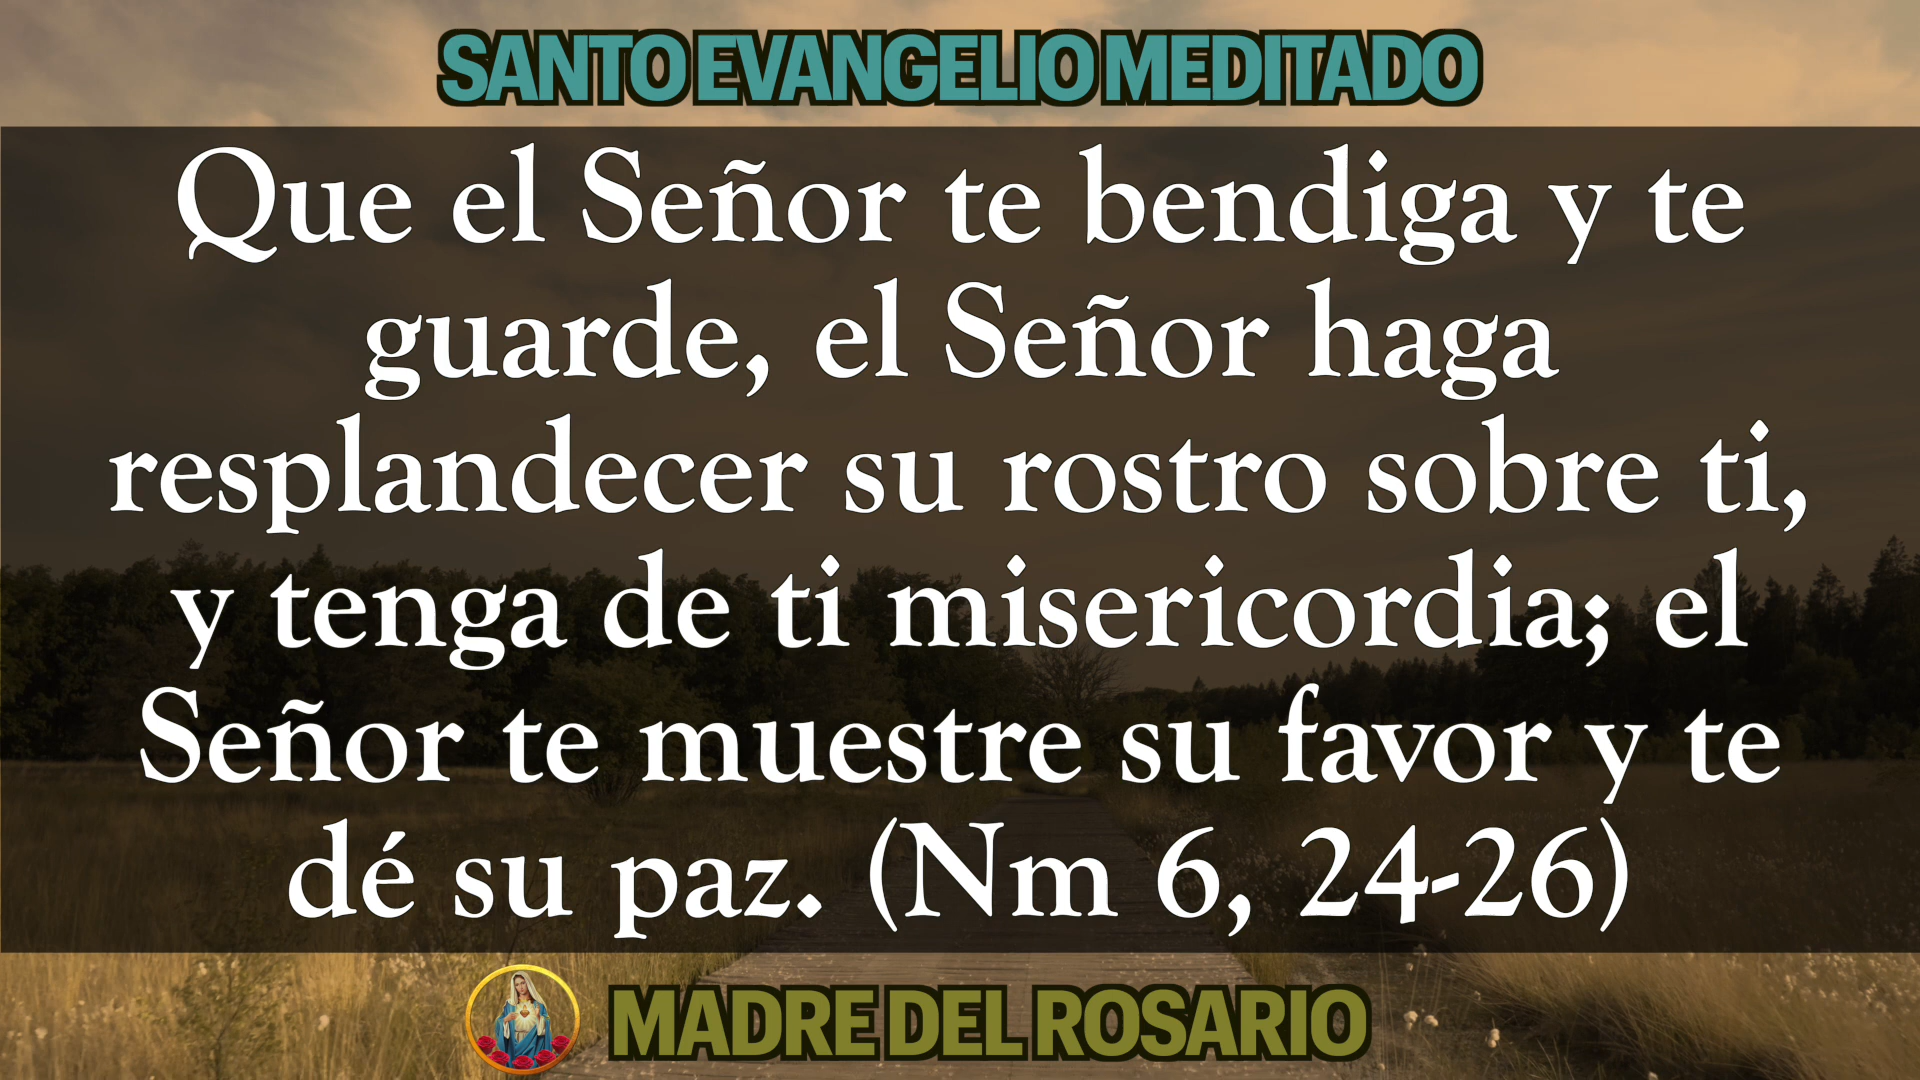 SANTO EVANGELIO MEDITADO
Que el Señor te bendiga y te
guarde, el Señor haga
resplandecer su rostro sobre ti,
y tenga de ti misericordia; el
Señor te muestre su favor y te
dé su paz. (Nm 6, 24-26)
MADRE DEL ROSARIO